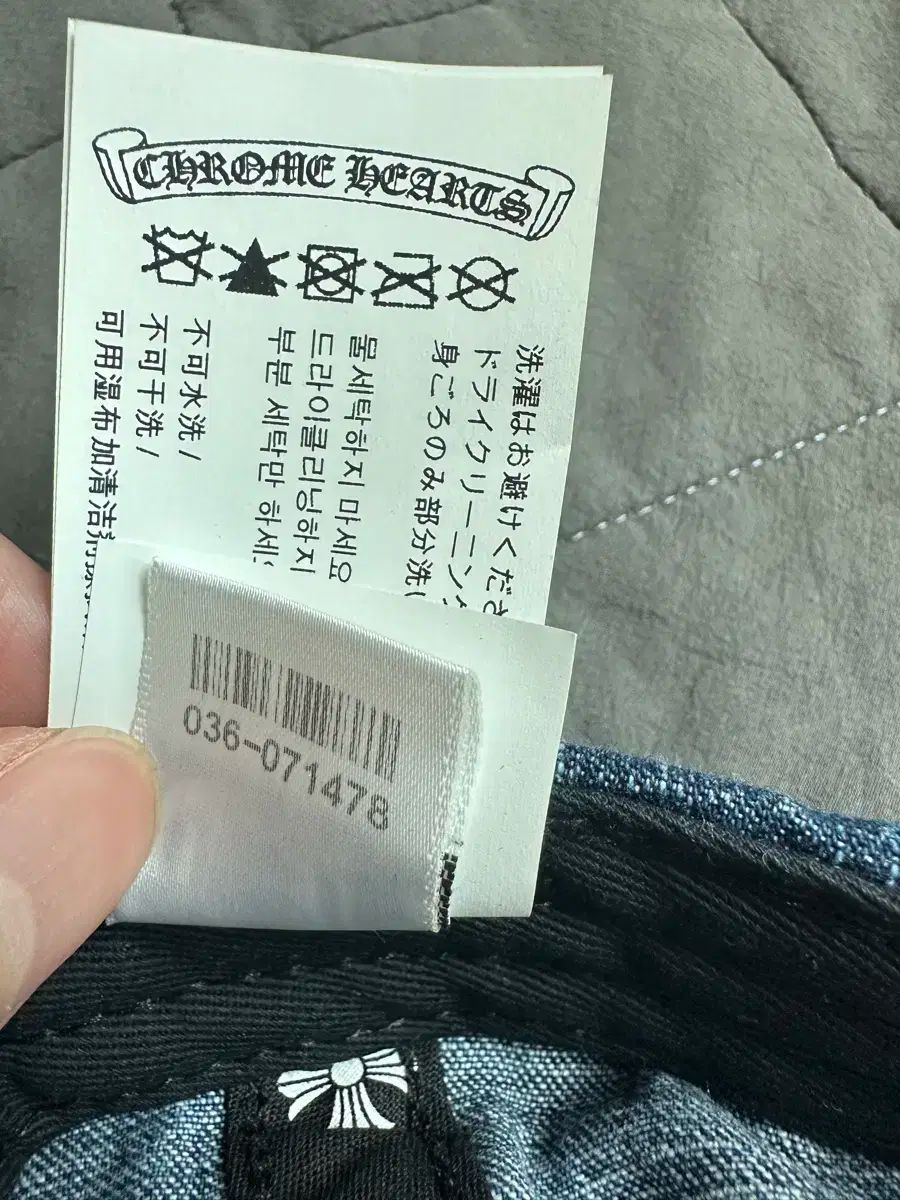 CHROME HEARTS
洗濯はお避けくださ
ドライクリーニング
身ごろのみ部分洗い
물세탁하지 마세요
드라이클리닝하지
부분 세탁만 하세
不可水洗/
不可干洗/
可用湿布加清洁
036-071478